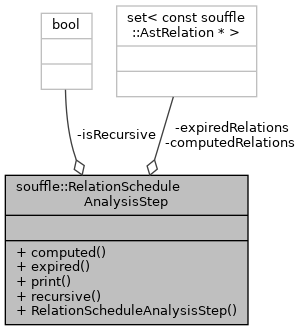 bool
set< const souffle
::AstRelation * >
-isRecursive
-expiredRelations
-computedRelations
souffle::RelationSchedule
AnalysisStep
+ computed()
+ expired()
+ print()
+ recursive()
+ RelationScheduleAnalysisStep()